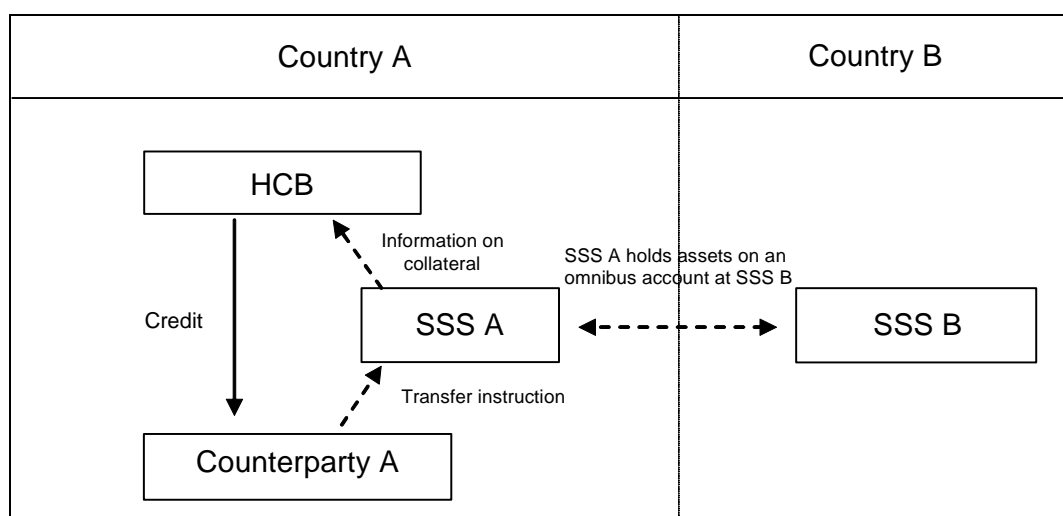 Country A
Country B
HCB
Information on
collateral
SSS A holds assets on an
omnibus account at SSS B
Credit
SSS A
SSS B
Transfer instruction
Counterparty A